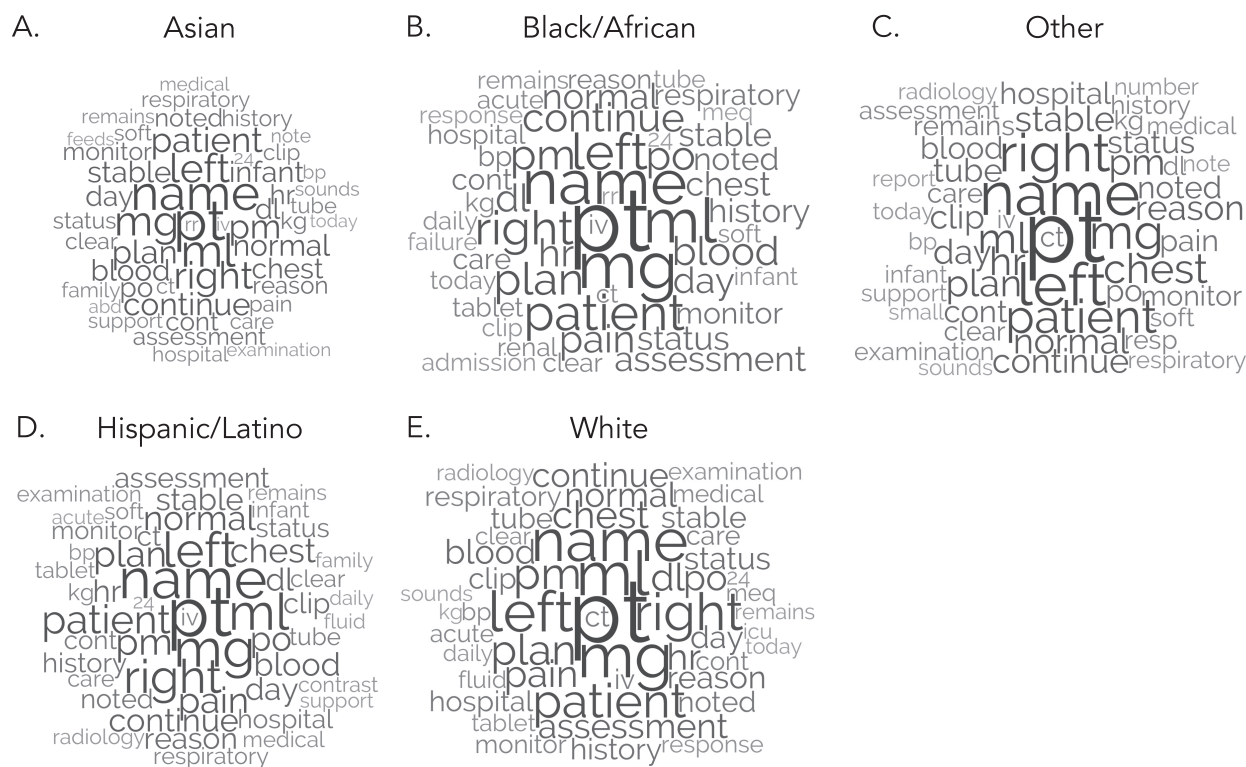 A. Asian
medical
respiratory
remains noted history
feeds soft patient note
monitor 24 clip
stable left infant bp
day name hr sounds
dl tube
status mg pt rr iv pm kg today
clear plan ml normal
blood right chest
family po ct reason
abd continue pain
support cont care
assessment
hospital examination
B. Black/African
remains reason tube
acute normal respiratory
response continue meq
hospital 24 stable
bp pm left po noted
cont name chest
kg dl rr
daily right pt iv ml history
failure hr soft
care mg blood
today plan day infant
tablet ct
clip patient monitor
renal pain status
admission clear assessment
C. Other
radiology hospital number
assessment history
remains stable kg medical
blood right status
tube pm dl note
report care name noted
today clip iv pt reason
bp day ml ct mg pain
infant hr chest
support plan left po monitor
small cont patient soft
clear normal resp
examination continue respiratory
sounds
D. Hispanic/Latino
assessment
examination stable remains
acute soft normal infant
monitor ct status
bp plan left chest family
tablet name dl clear
kg hr
24 pt iv ml clip daily
patient fluid
cont pm mg po tube
history blood
care right day contrast
noted pain support
continue hospital
radiology reason medical
respiratory
E. White
radiology continue examination
respiratory normal medical
tube chest stable
clear name care
blood status
clip pm ml dl po 24
sounds meq
kg bp left pt ct right remains
acute day icu
daily plan mg hr cont today
fluid pain iv reason
hospital patient noted
tablet assessment
monitor history response